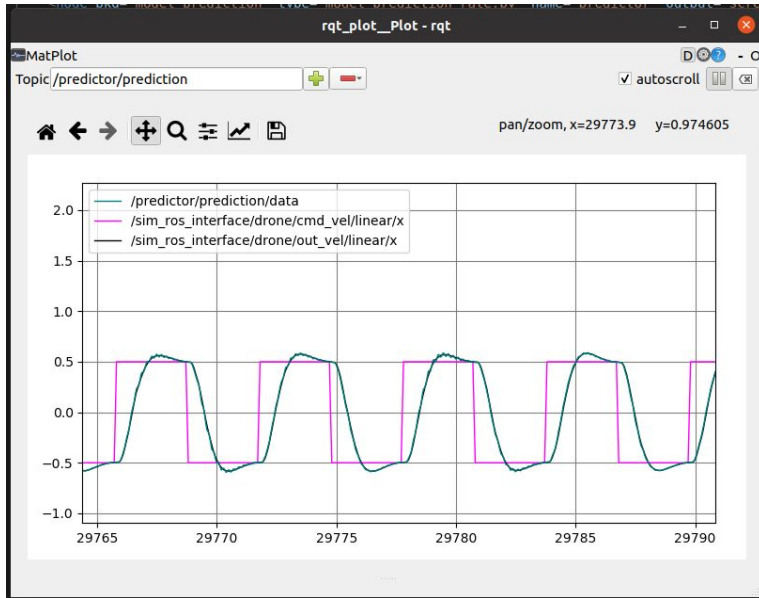 rqt_plot__Plot - rqt
MatPlot
D
?
- O
Topic /predictor/prediction
autoscroll
pan/zoom, x=29773.9 y=0.974605
/predictor/prediction/data
/sim_ros_interface/drone/cmd_vel/linear/x
/sim_ros_interface/drone/out_vel/linear/x
2.0
1.5
1.0
0.5
0.0
−0.5
−1.0
29765 29770 29775 29780 29785 29790